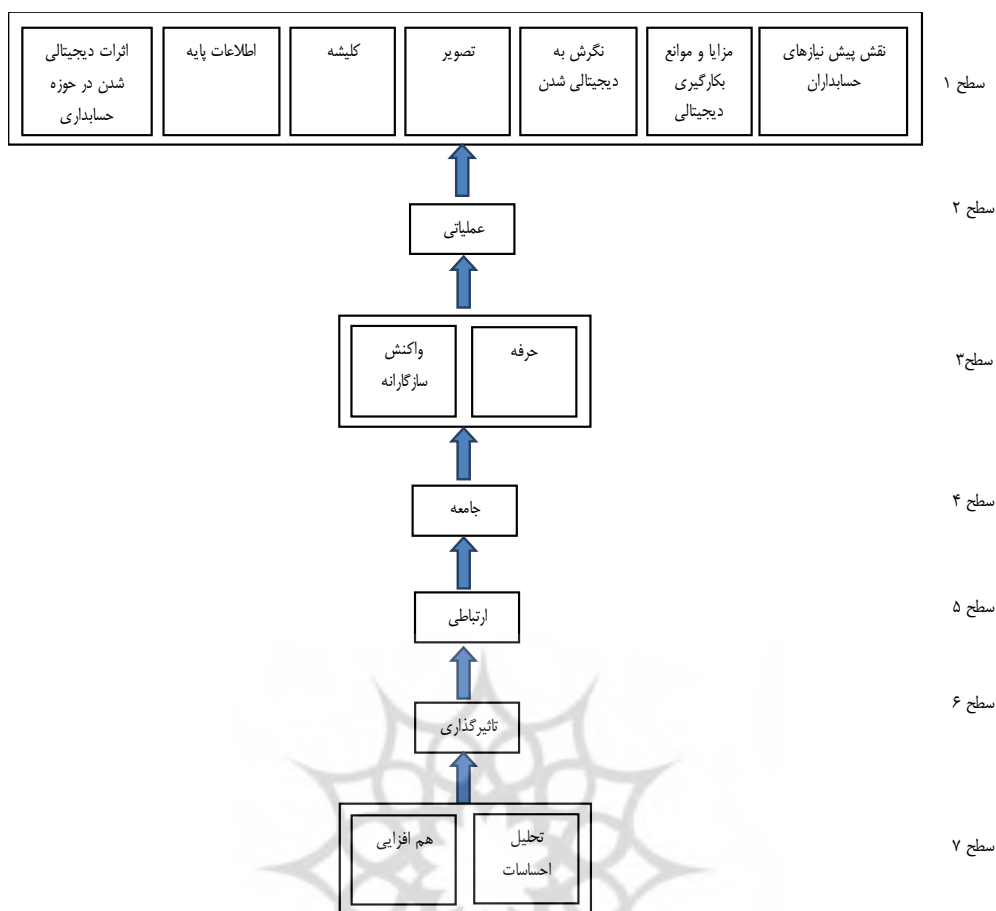 نقش پیش نیازهای
حسابداران
مزایا و موانع
بکارگیری
دیجیتالی
نگرش به
دیجیتالی شدن
تصویر
کلیشه
اطلاعات پایه
اثرات دیجیتالی
شدن در حوزه
حسابداری
سطح ۱
عملیاتی
سطح ۲
حرفه
واکنش
سازگارانه
سطح۳
جامعه
سطح ۴
ارتباطی
سطح ۵
تاثیرگذاری
سطح ۶
تحلیل
احساسات
هم افزایی
سطح ۷